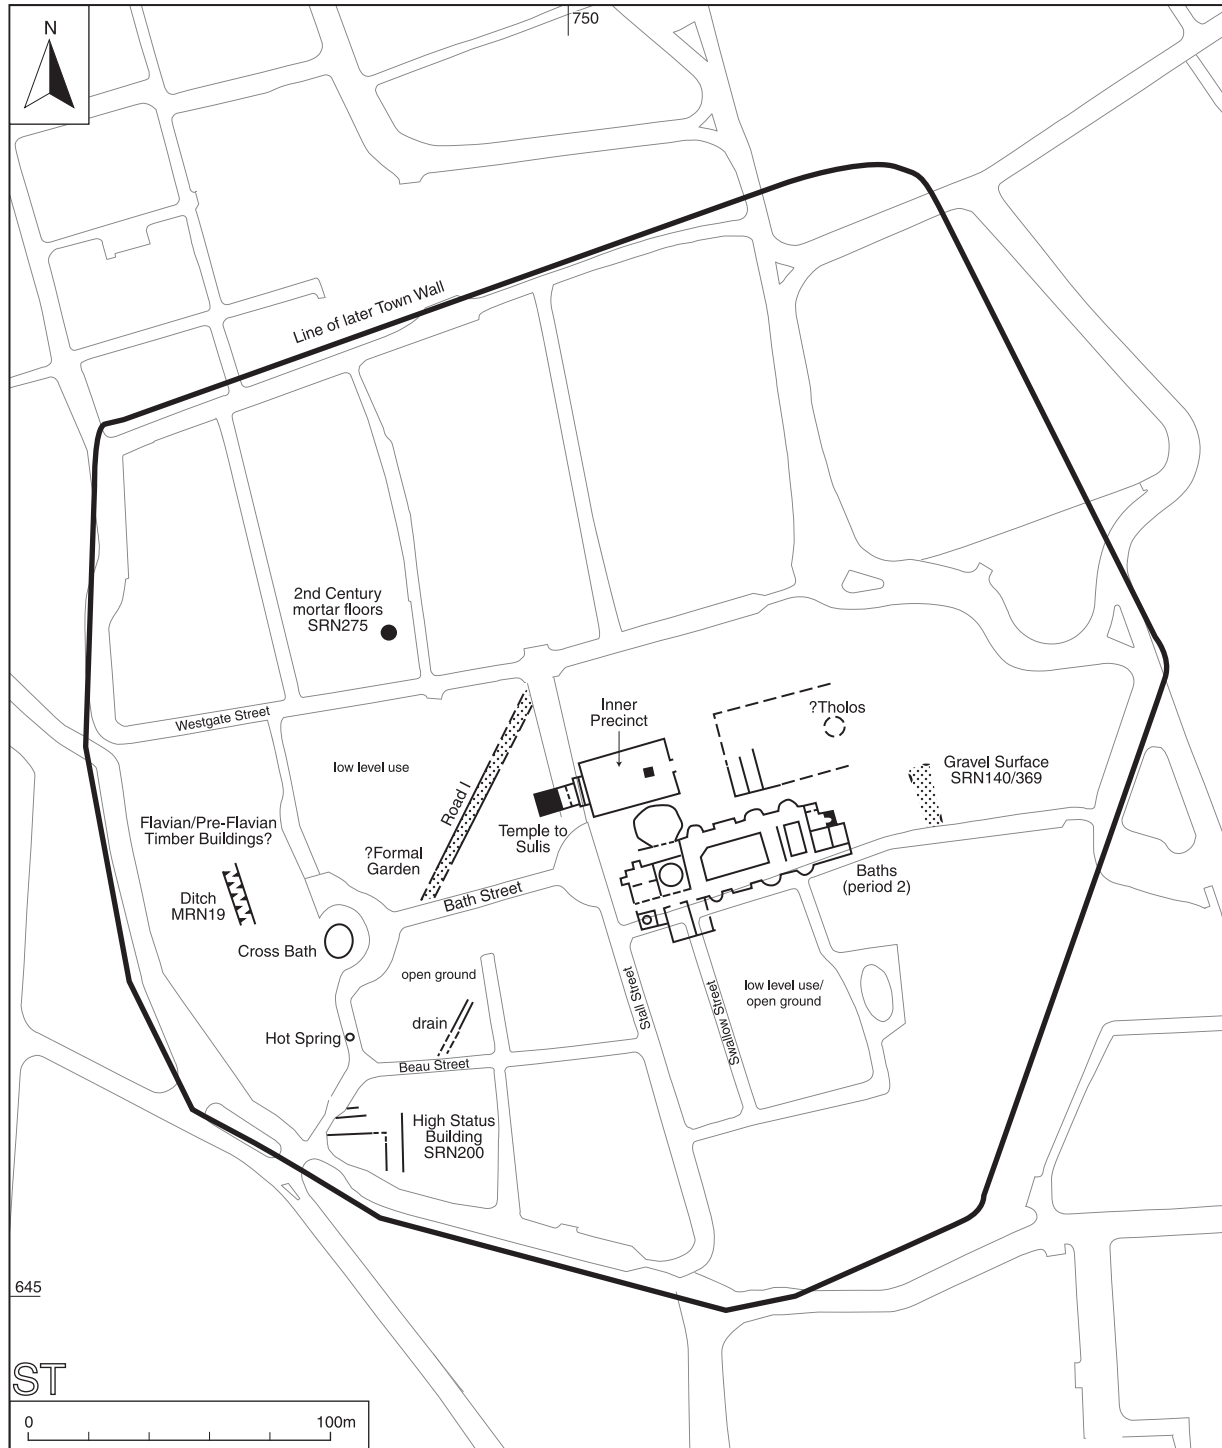 N
750
Line of later Town Wall
2nd Century
mortar floors
SRN275
Westgate Street
Inner
Precinct
?Tholos
low level use
Road I
Gravel Surface
SRN140/369
Flavian/Pre-Flavian
Timber Buildings?
Temple to
Sulis
?Formal
Garden
Bath Street
Baths
(period 2)
Ditch
MRN19
Cross Bath
open ground
Stall Street
Swallow Street
low level use/
open ground
drain
Hot Spring
Beau Street
High Status
Building
SRN200
645
ST
0
100m